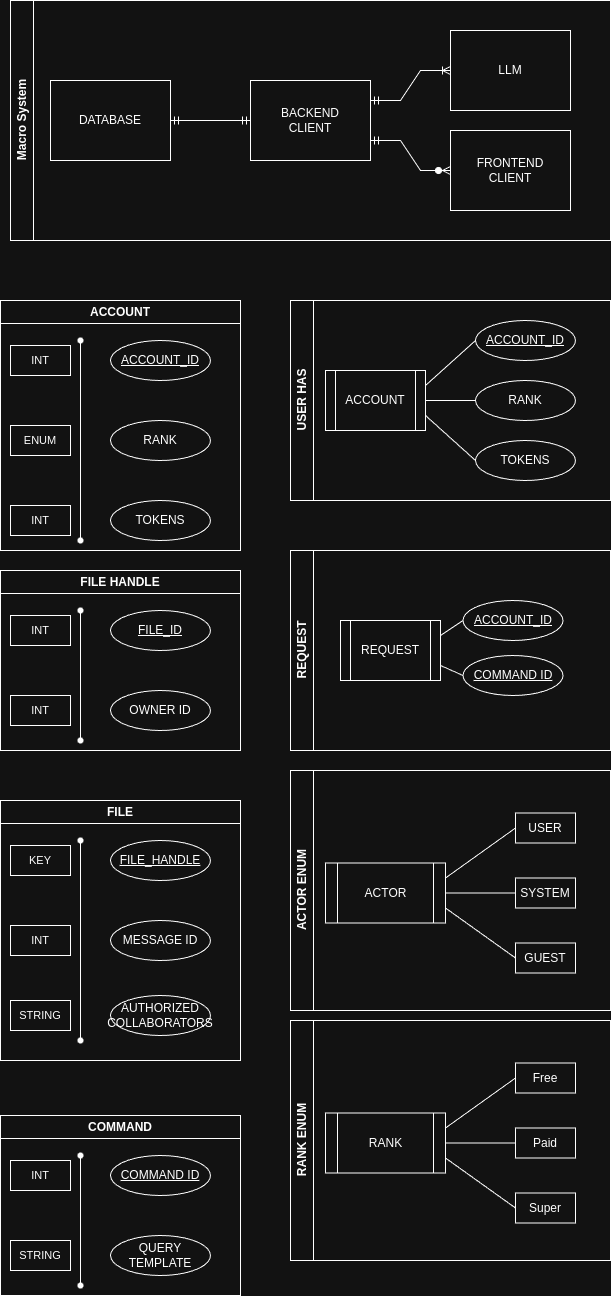 Macro System
DATABASE
BACKEND
CLIENT
LLM
FRONTEND
CLIENT
ACCOUNT
INT
ACCOUNT_ID
ENUM
RANK
INT
TOKENS
USER HAS
ACCOUNT
ACCOUNT_ID
RANK
TOKENS
FILE HANDLE
INT
FILE_ID
INT
OWNER ID
REQUEST
REQUEST
ACCOUNT_ID
COMMAND ID
FILE
KEY
FILE_HANDLE
INT
MESSAGE ID
STRING
AUTHORIZED
COLLABORATORS
ACTOR ENUM
ACTOR
USER
SYSTEM
GUEST
COMMAND
INT
COMMAND ID
STRING
QUERY
TEMPLATE
RANK ENUM
RANK
Free
Paid
Super